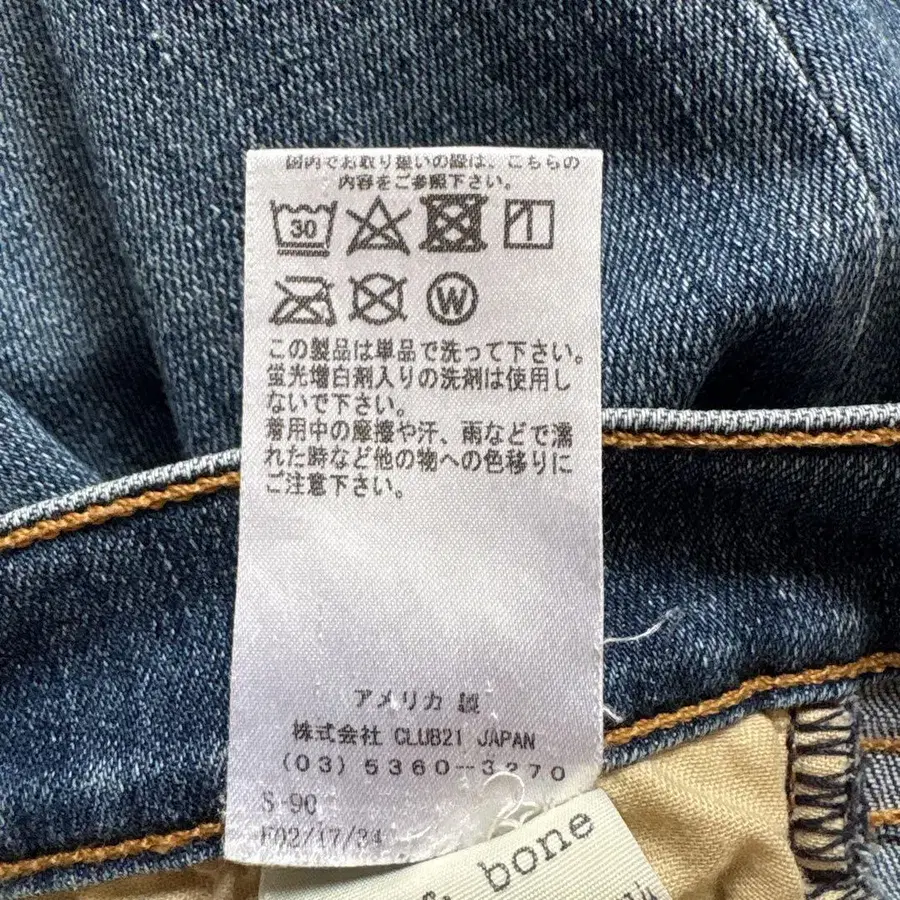 国内でお取り扱いの際は、こちらの
内容をご参照下さい。
30
W
この製品は単品で洗って下さい。
蛍光増白剤入りの洗剤は使用し
ないで下さい。
着用中の摩擦や汗、雨などで濡
れた時など他の物への色移りに
ご注意下さい。
アメリカ 製
株式会社 CLUB21 JAPAN
(03) 5360-3270
S-90
F02/17/34
& bone